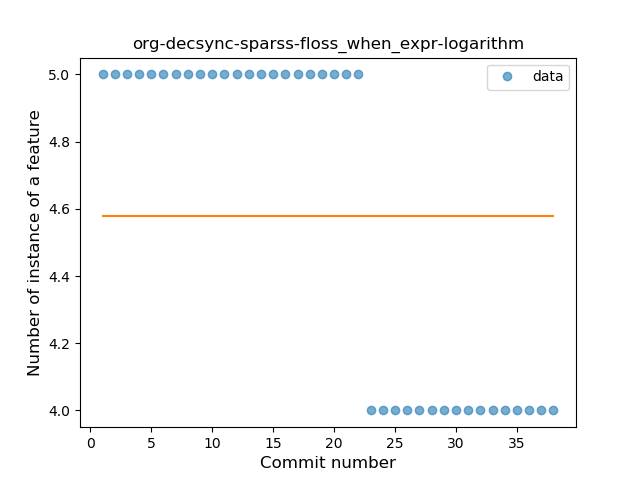 org-decsync-sparss-floss_when_expr-logarithm
data
Number of instance of a feature
5.0
4.8
4.6
4.4
4.2
4.0
0 5 10 15 20 25 30 35
Commit number